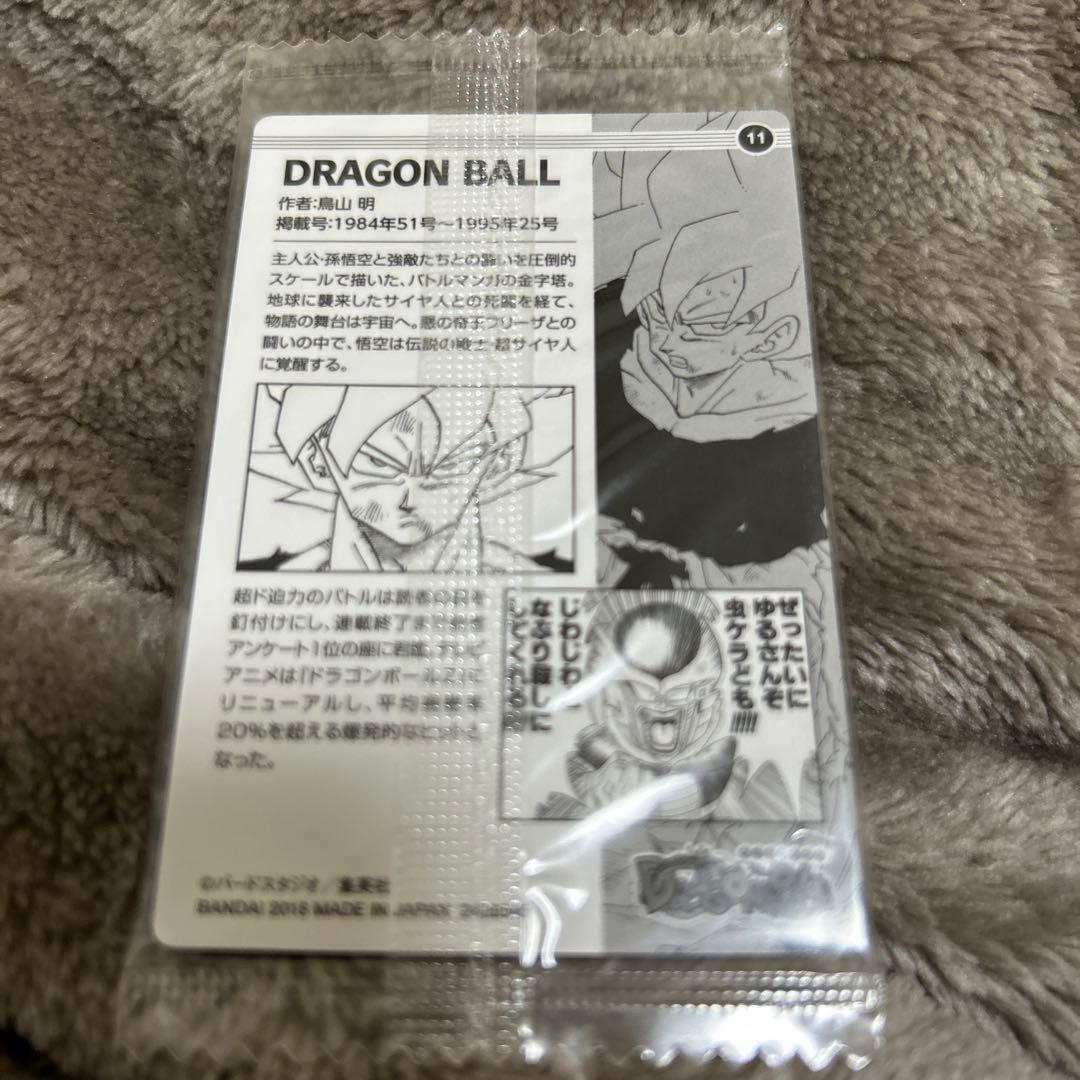 11
DRAGON BALL
作者:鳥山 明
掲載号:1984年51号～1995年25号
主人公・孫悟空と強敵たちとの闘いを圧倒的
スケールで描いた、バトルマンガの金字塔。
地球に襲来したサイヤ人との死闘を経て、
物語の舞台は宇宙へ。悪の帝王フリーザとの
闘いの中で、悟空は伝説の戦士・超サイヤ人
に覚醒する。
超ド迫力のバトルは読者の目を
釘付けにし、連載終了まで
アンケート1位の座に君臨。テレビ
アニメは『ドラゴンボールZ』に
リニューアルし、平均視聴率
20%を超える爆発的なヒットと
なった。
ぜったいに
ゆるさんぞ
虫ケラども!!!!!
じわじわと
なぶり殺しに
してくれる
©バードスタジオ／集英社
BANDAI 2018 MADE IN JAPAN